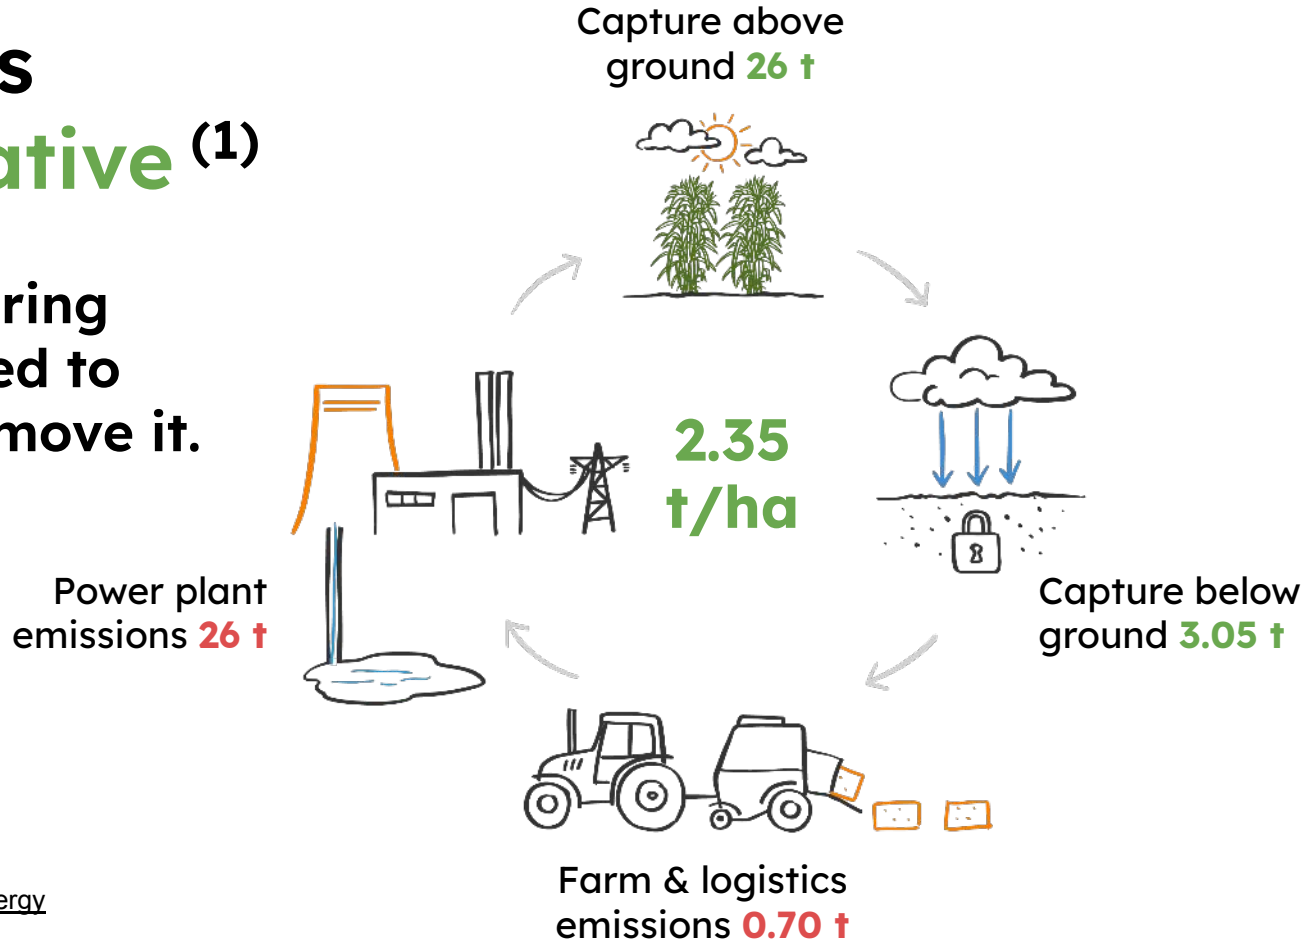 s
ative (1)
ring
ed to
move it.
Capture above
ground 26 t
2.35
t/ha
Capture below
ground 3.05 t
Farm & logistics
emissions 0.70 t
Power plant
emissions 26 t
ergy